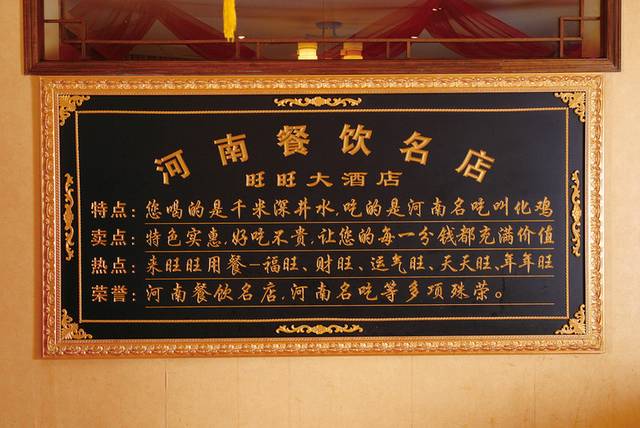 河南餐饮名店
旺旺大酒店
特点：您喝的是千米深井水，吃的是河南名吃叫化鸡
卖点：特色实惠，好吃不贵，让您的每一分钱都充满价值
热点：来旺旺用餐一福旺、财旺、运气旺、天天旺、年年旺
荣誉：河南餐饮名店，河南名吃等多项殊荣。